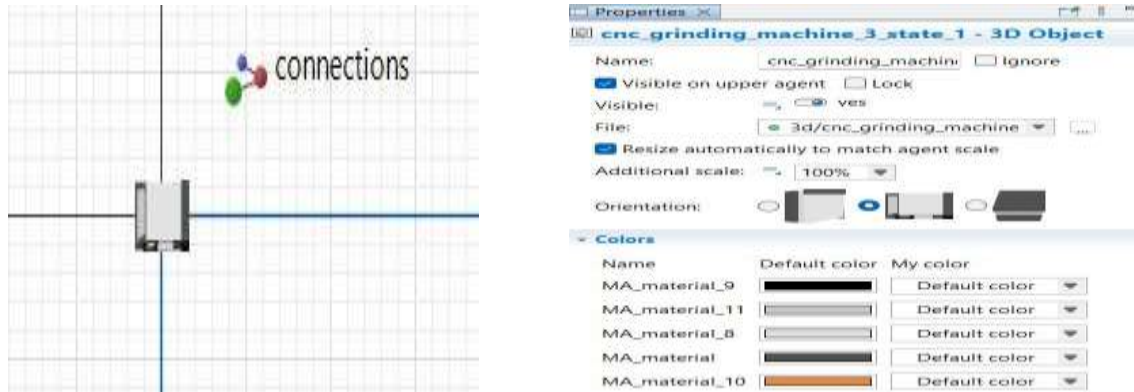 connections
Properties
cnc_grinding_machine_3_state_1 - 3D Object
Name: cnc_grinding_machin Ignore
Visible on upper agent Lock
Visible: yes
File: 3d/cnc_grinding_machine
Resize automatically to match agent scale
Additional scale: 100%
Orientation:
Colors
Name Default color My color
MA_material_9 Default color
MA_material_11 Default color
MA_material_8 Default color
MA_material Default color
MA_material_10 Default color